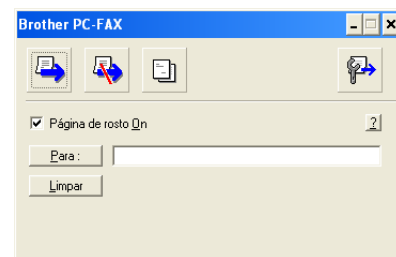 Brother PC-FAX
Página de rosto On
?
Para :
Limpar